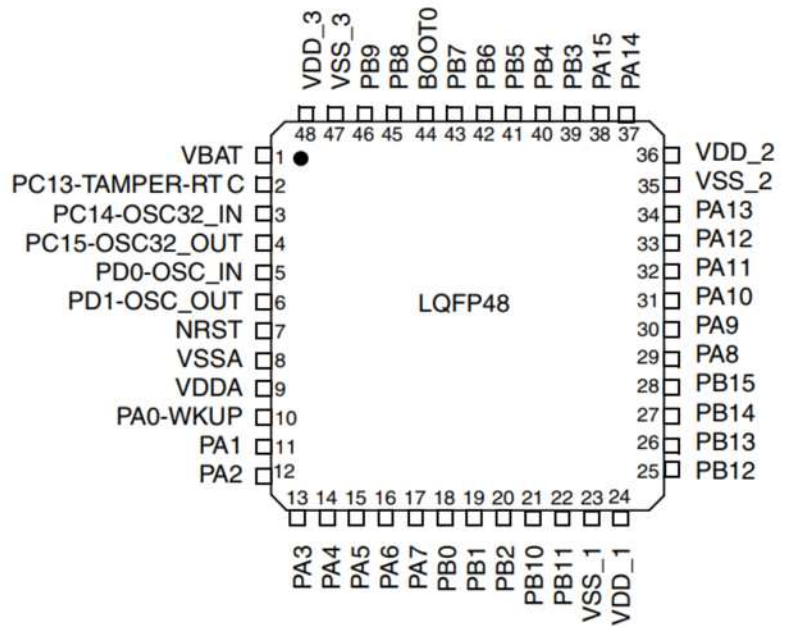 VDD_3
VSS_3
PB9
PB8
BOOT0
PB7
PB6
PB5
PB4
PB3
PA15
PA14
48 47 46 45 44 43 42 41 40 39 38 37
VBAT 1
PC13-TAMPER-RTC 2
PC14-OSC32_IN 3
PC15-OSC32_OUT 4
PD0-OSC_IN 5
PD1-OSC_OUT 6
NRST 7
VSSA 8
VDDA 9
PA0-WKUP 10
PA1 11
PA2 12
LQFP48
36 VDD_2
35 VSS_2
34 PA13
33 PA12
32 PA11
31 PA10
30 PA9
29 PA8
28 PB15
27 PB14
26 PB13
25 PB12
13 14 15 16 17 18 19 20 21 22 23 24
PA3
PA4
PA5
PA6
PA7
PB0
PB1
PB2
PB10
PB11
VSS_1
VDD_1